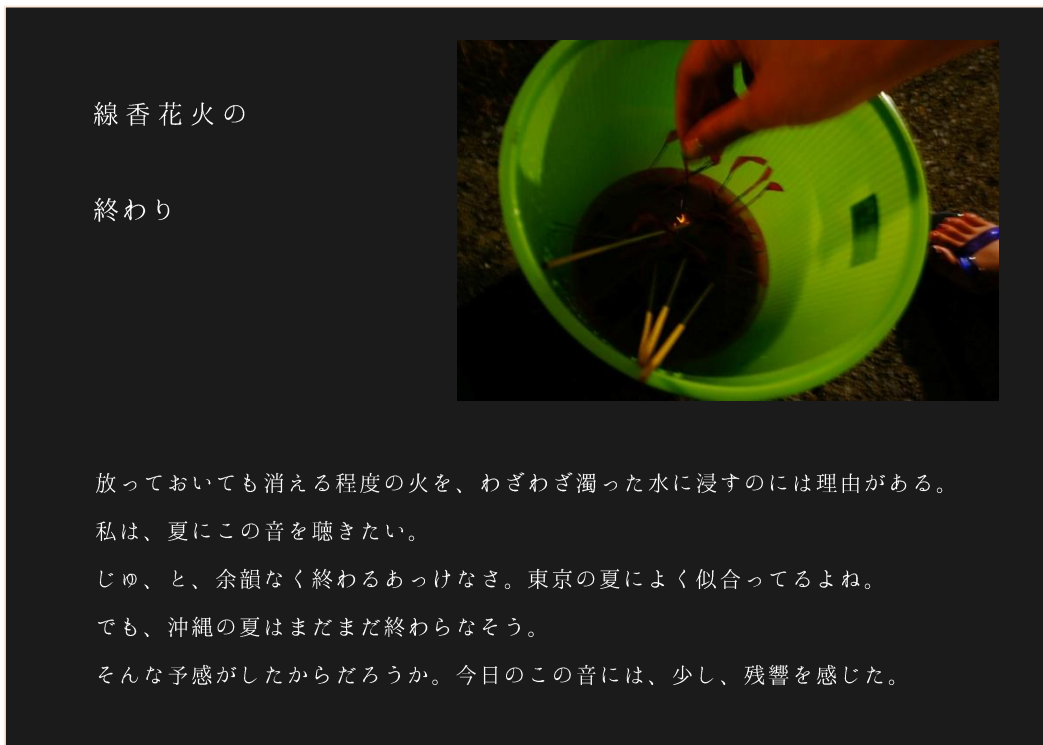 線香花火の
終わり
放っておいても消える程度の火を、わざわざ濁った水に浸すのには理由がある。
私は、夏にこの音を聴きたい。
じゅ、と、余韻なく終わるあっけなさ。東京の夏によく似合ってるよね。
でも、沖縄の夏はまだまだ終わらなそう。
そんな予感がしたからだろうか。今日のこの音には、少し、残響を感じた。